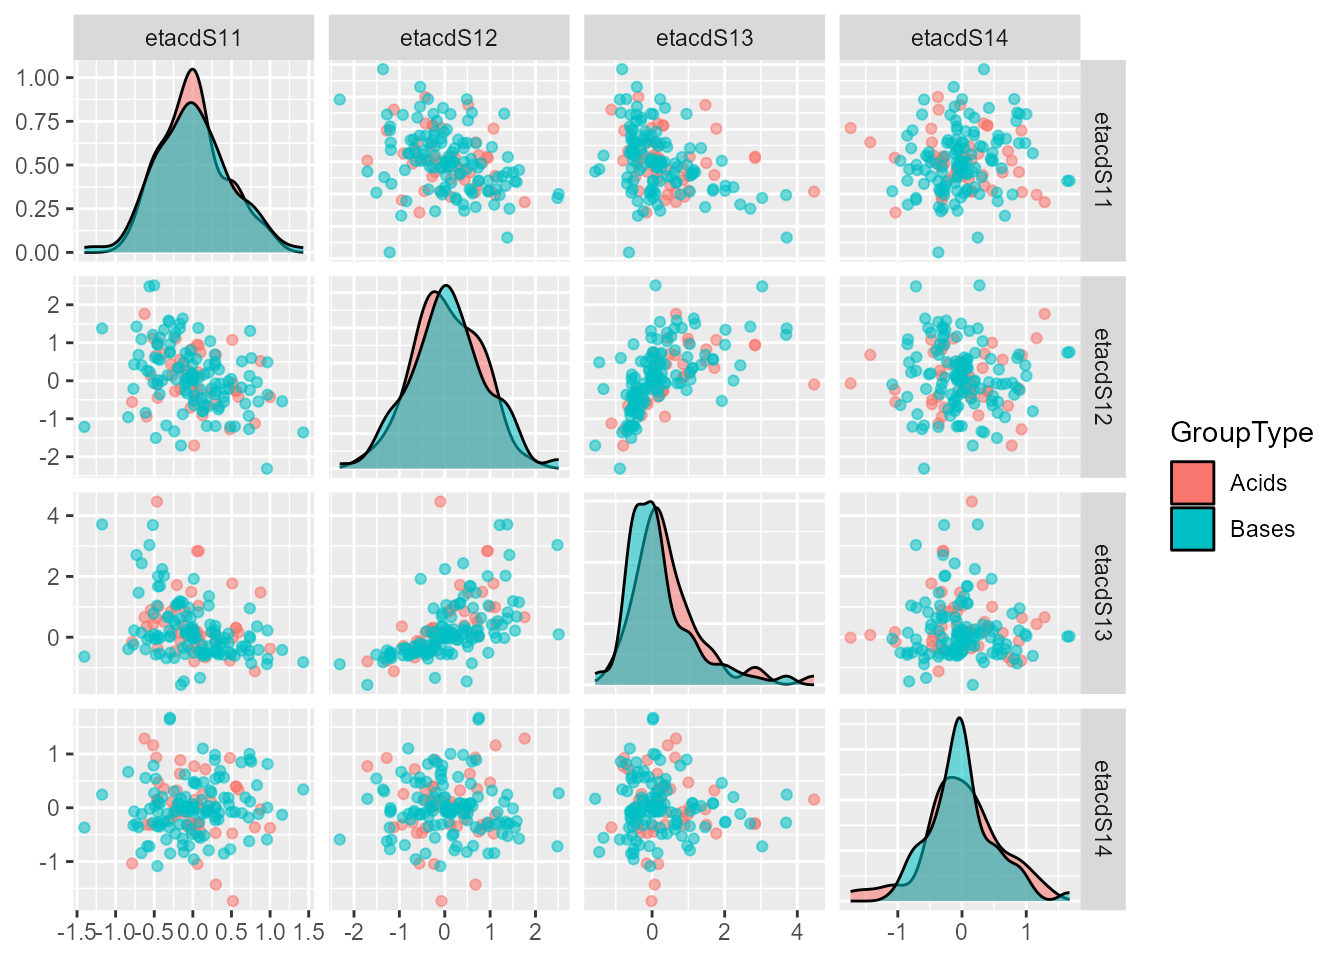 etacdS11 etacdS12 etacdS13 etacdS14
1.00
0.75
0.50
0.25
0.00
etacdS11
2
1
0
-1
-2
etacdS12
4
2
0
etacdS13
1
0
-1
etacdS14
-1.5 -1.0 -0.5 0.0 0.5 1.0 1.5 -2 -1 0 1 2 0 2 4 -1 0 1
GroupType
Acids
Bases